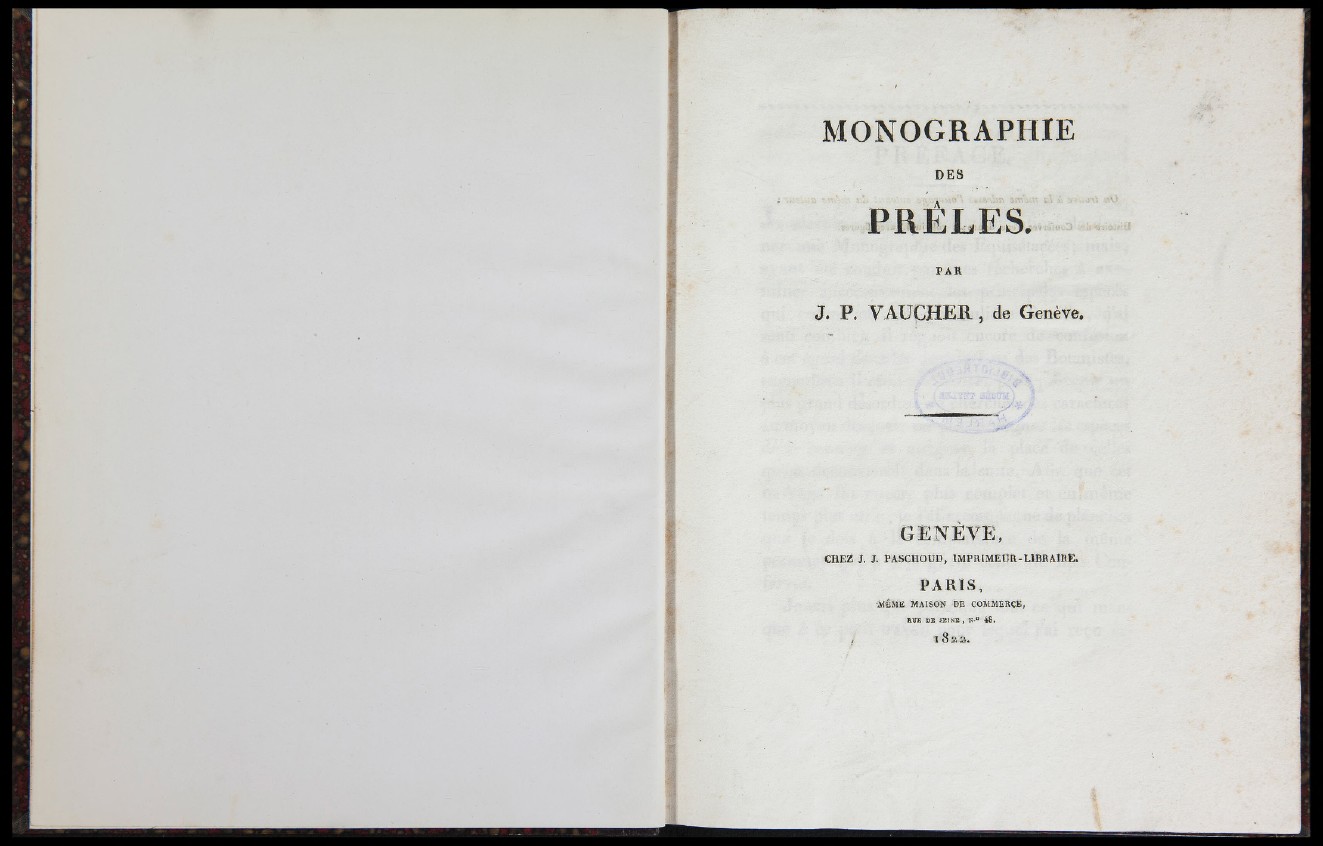 MONOGRAPHIE
DES
PRÊLES.
PAR
J. P. VAUCHER, de Genève.
GENÈVE,
CHEZ J. J. PASCHOUD, IMPRIMEUR-LIBRAIRE.
PARIS,
MÊME MAISON DE COMMERCE,
RUE DE SEINE, N.º 48.
1822.